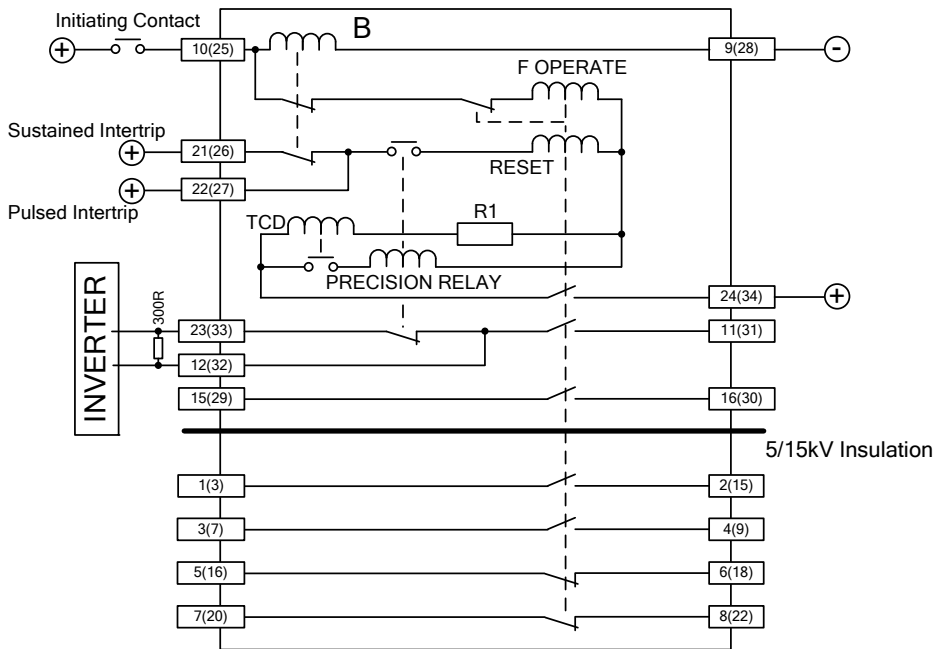 Initiating Contact
+
10(25)
B
9(28)
-
F OPERATE
Sustained Intertrip
+
21(26)
RESET
+
22(27)
Pulsed Intertrip
TCD
R1
PRECISION RELAY
24(34)
+
INVERTER
300R
23(33)
11(31)
12(32)
15(29)
16(30)
5/15kV Insulation
1(3)
2(15)
3(7)
4(9)
5(16)
6(18)
7(20)
8(22)